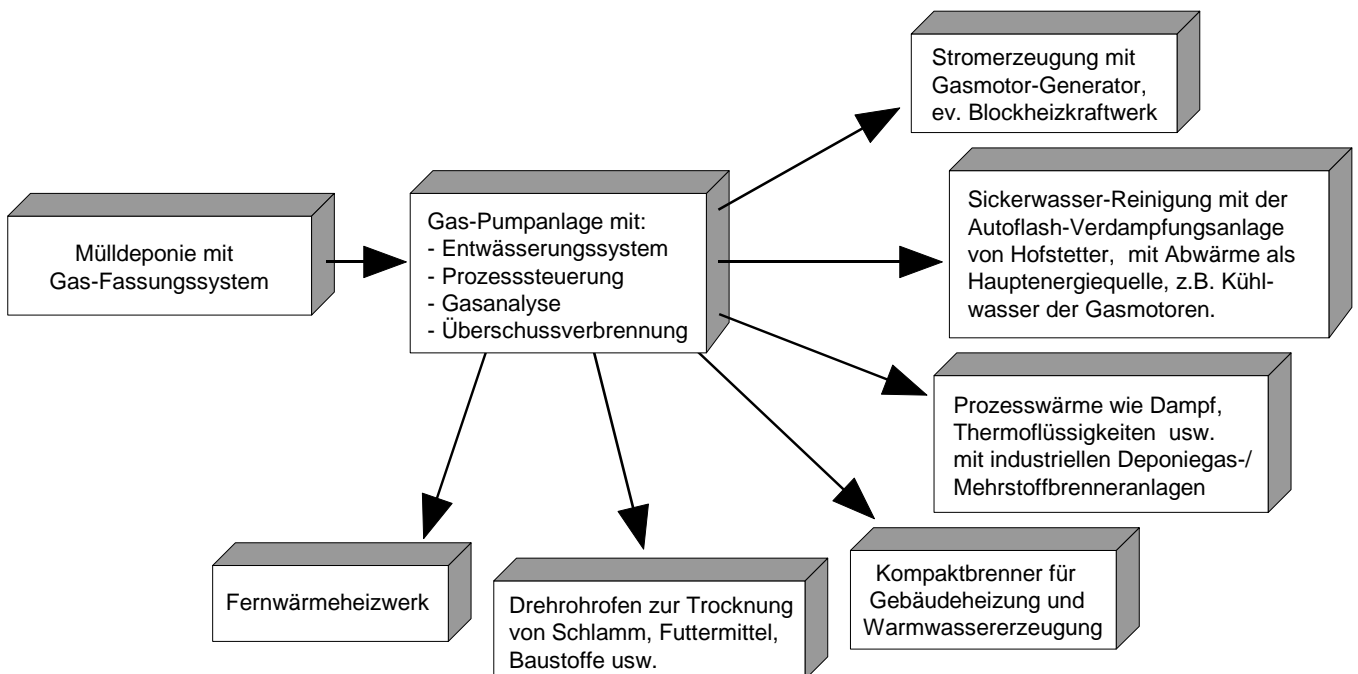 Mülldeponie mit
Gas-Fassungssystem
Gas-Pumpanlage mit:
- Entwässerungssystem
- Prozesssteuerung
- Gasanalyse
- Überschussverbrennung
Stromerzeugung mit
Gasmotor-Generator,
ev. Blockheizkraftwerk
Sickerwasser-Reinigung mit der
Autoflash-Verdampfungsanlage
von Hofstetter, mit Abwärme als
Hauptenergiequelle, z.B. Kühl-
wasser der Gasmotoren.
Prozesswärme wie Dampf,
Thermoflüssigkeiten usw.
mit industriellen Deponiegas-/
Mehrstoffbrenneranlagen
Kompaktbrenner für
Gebäudeheizung und
Warmwassererzeugung
Drehrohrofen zur Trocknung
von Schlamm, Futtermittel,
Baustoffe usw.
Fernwärmeheizwerk